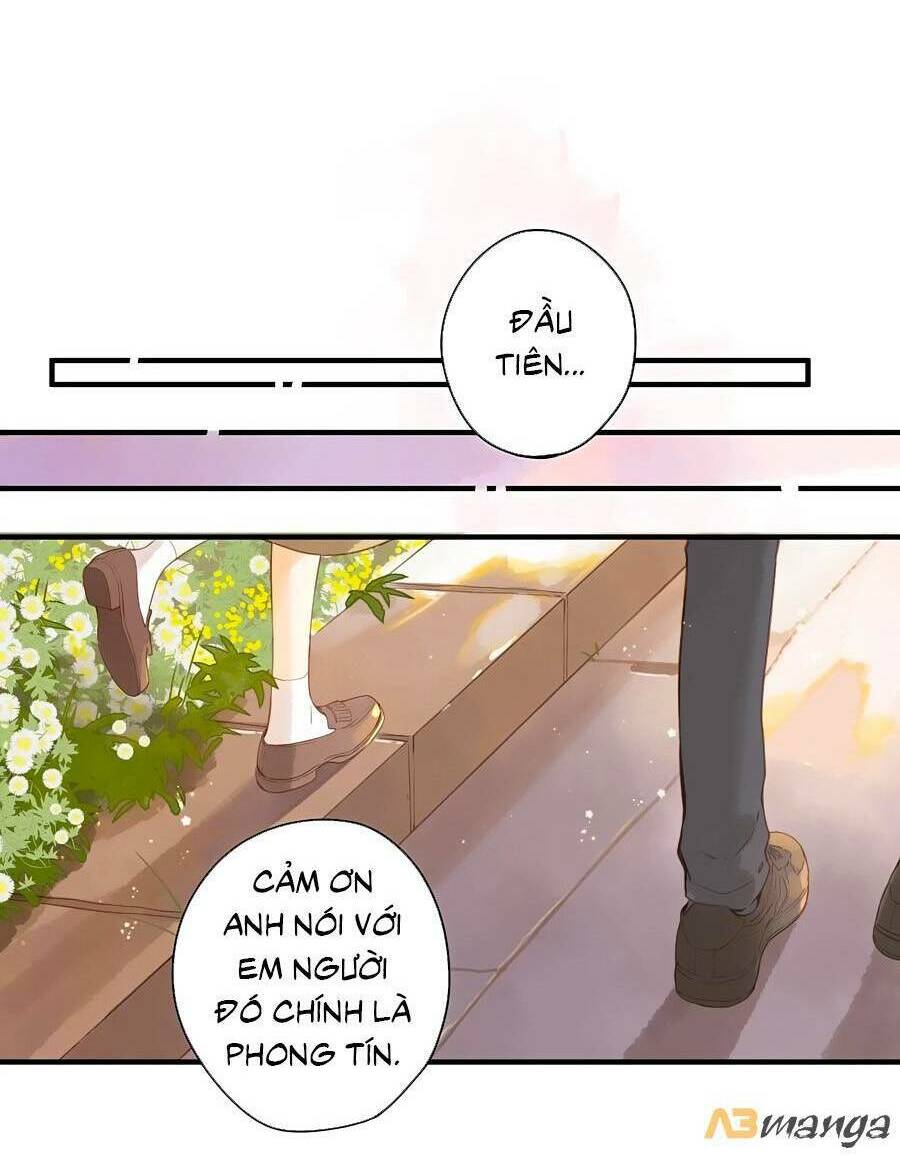 ĐẦU
TIÊN...
CẢM ƠN
ANH NÓI VỚI
EM NGƯỜI
ĐÓ CHÍNH LÀ
PHONG TÍN.
A3manga